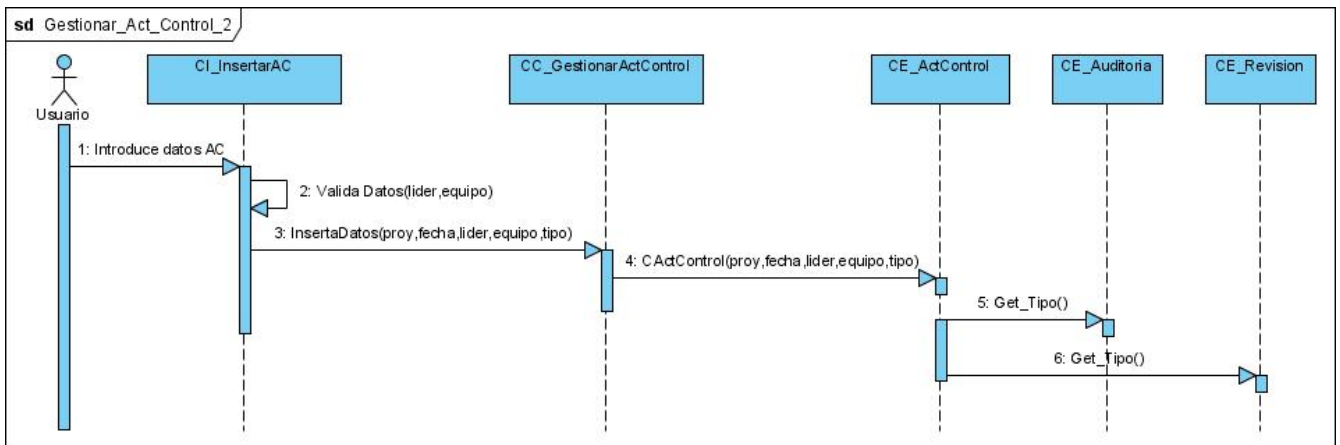 sd Gestionar_Act_Control_2
CI_InsertarAC
CC_GestionarActControl
CE_ActControl
CE_Auditoria
CE_Revision
Usuario
1: Introduce datos AC
2: Valida Datos(lider,equipo)
3: InsertaDatos(proy,fecha,lider,equipo,tipo)
4: CActControl(proy,fecha,lider,equipo,tipo)
5: Get_Tipo()
6: Get_Tipo()